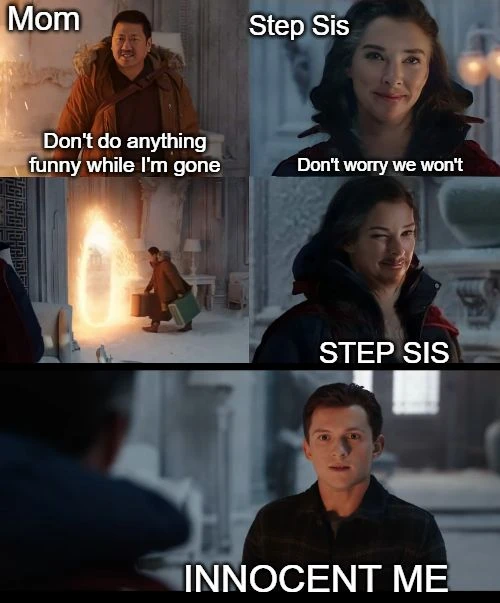 Mom
Step Sis
Don't do anything
funny while I'm gone
Don't worry we won't
STEP SIS
INNOCENT ME